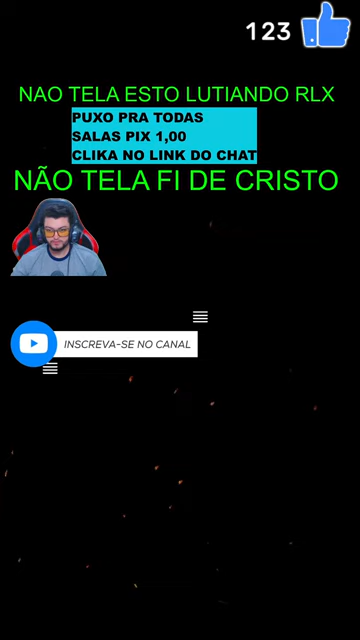 123
NAO TELA ESTO LUTIANDO RLX
PUXO PRA TODAS
SALAS PIX 1,00
CLIKA NO LINK DO CHAT
NÃO TELA FI DE CRISTO
INSCREVA-SE NO CANAL